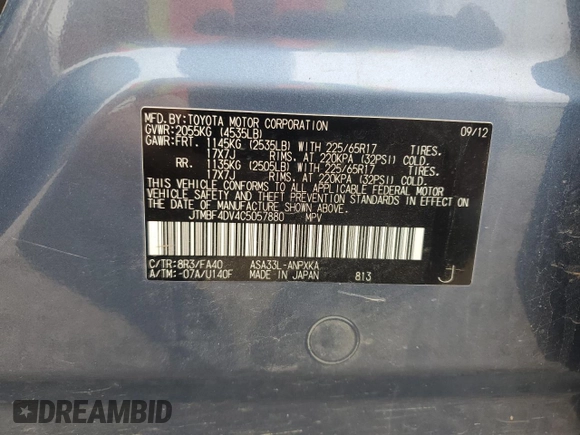 MFD.BY:TOYOTA MOTOR CORPORATION 09/12
GVWR:2055KG (4535LB)
GAWR:FRT. 1145KG (2535LB) WITH 225/65R17 TIRES.
17X7J RIMS. AT 220KPA (32PSI) COLD.
RR. 1135KG (2505LB) WITH 225/65R17 TIRES.
17X7J RIMS. AT 220KPA (32PSI) COLD.
THIS VEHICLE CONFORMS TO ALL APPLICABLE FEDERAL MOTOR
VEHICLE SAFETY STANDARDS IN EFFECT ON
THE DATE OF MANUFACTURE SHOWN ABOVE.
JTMBF4DV4C5057880 MPV
C/TR:8R3/FA40 ASA33L-ANPXKA
A/TM:-07A/U140F MADE IN JAPAN 813 J
DREAMBID